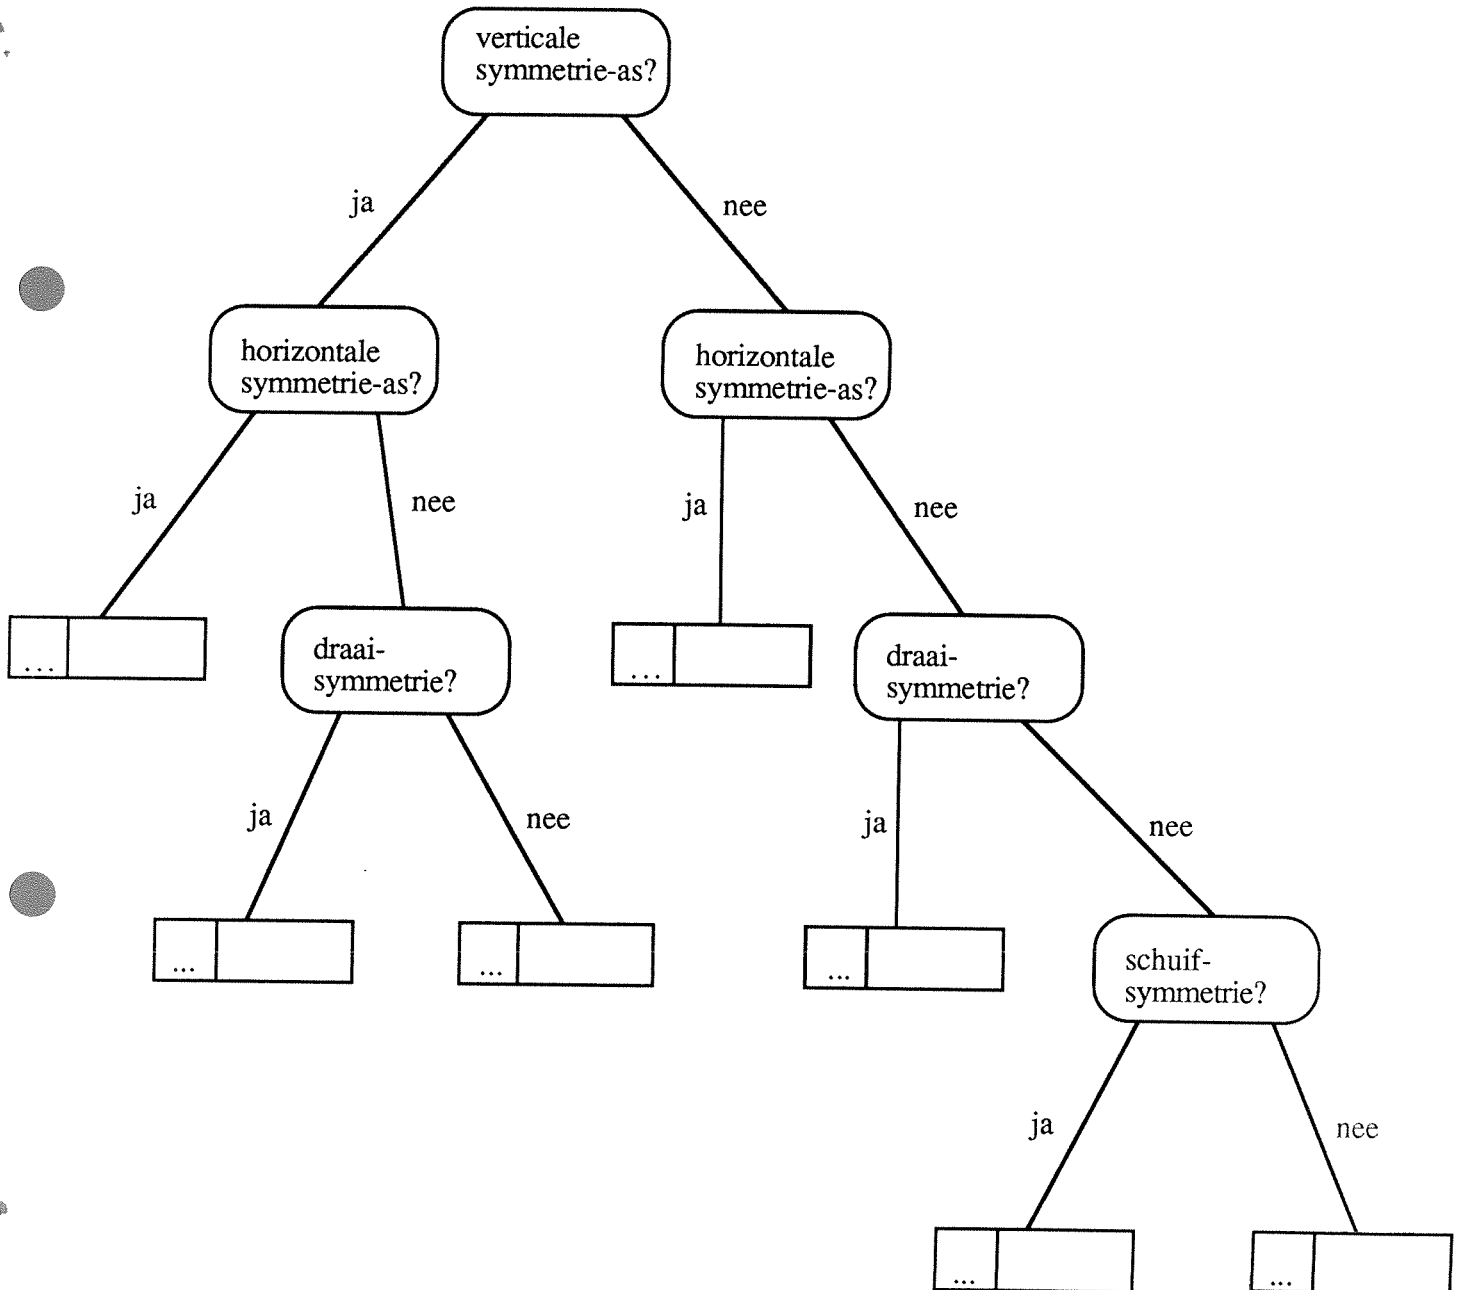 verticale
symmetrie-as?
ja
nee
horizontale
symmetrie-as?
horizontale
symmetrie-as?
ja
nee
ja
nee
...
draai-
symmetrie?
...
draai-
symmetrie?
ja
nee
ja
nee
...
...
...
schuif-
symmetrie?
ja
nee
...
...